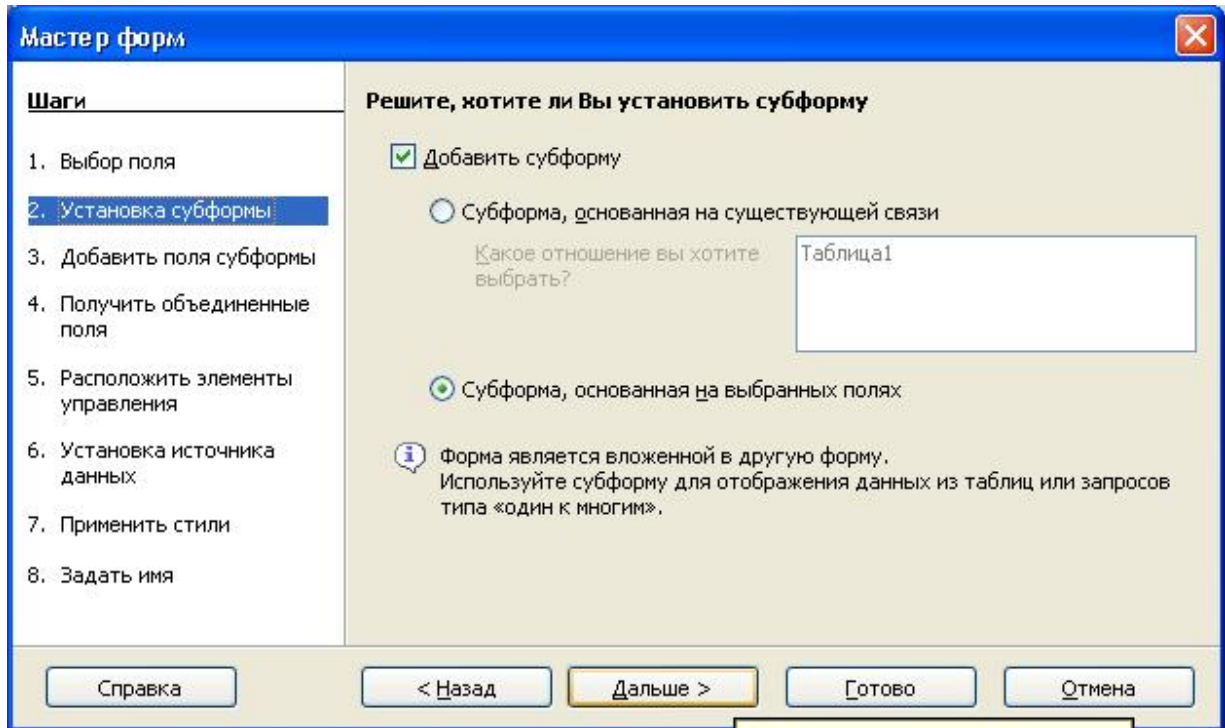 Мастер форм
Шаги
1. Выбор поля
2. Установка субформы
3. Добавить поля субформы
4. Получить объединенные
поля
5. Расположить элементы
управления
6. Установка источника
данных
7. Применить стили
8. Задать имя
Решите, хотите ли Вы установить субформу
Добавить субформу
Субформа, основанная на существующей связи
Какое отношение вы хотите
выбрать?
Таблица1
Субформа, основанная на выбранных полях
Форма является вложенной в другую форму.
Используйте субформу для отображения данных из таблиц или запросов
типа «один к многим».
Справка
< Назад
Дальше >
Готово
Отмена